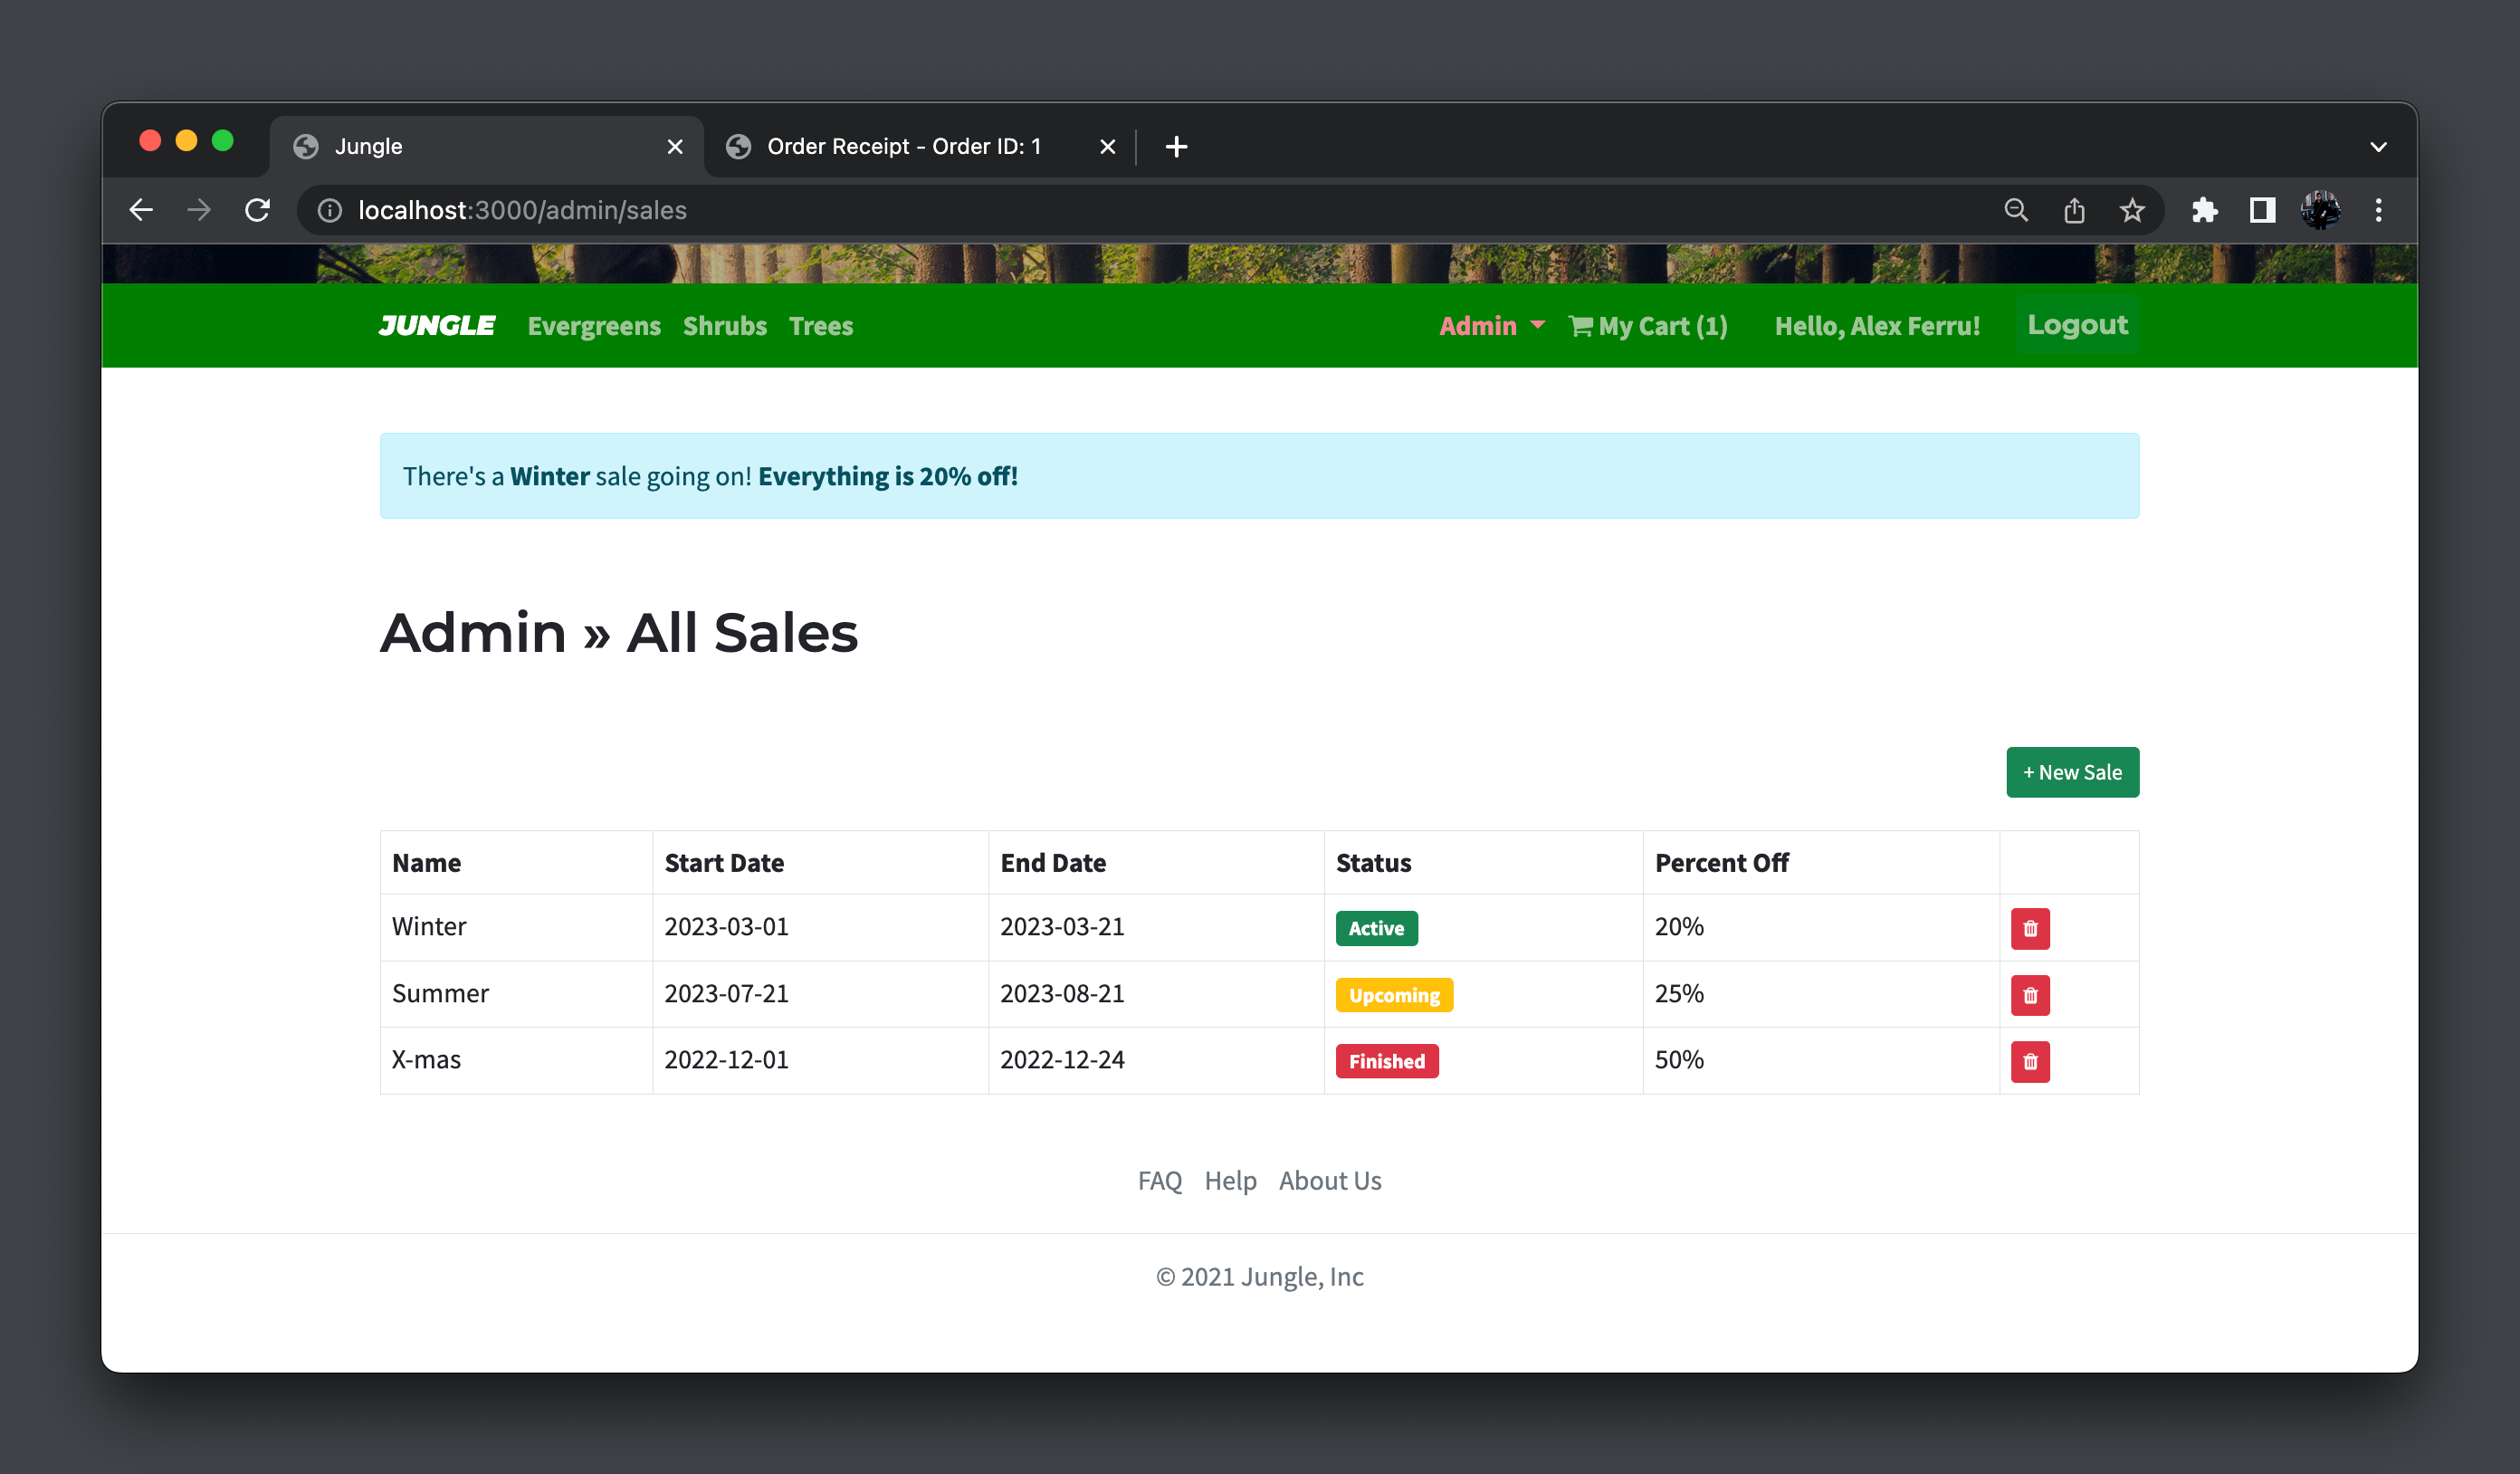 Jungle
Order Receipt - Order ID: 1
localhost:3000/admin/sales
JUNGLE Evergreens Shrubs Trees Admin My Cart (1) Hello, Alex Ferru! Logout
There's a Winter sale going on! Everything is 20% off!
Admin » All Sales
+ New Sale
Name Start Date End Date Status Percent Off
Winter 2023-03-01 2023-03-21 Active 20%
Summer 2023-07-21 2023-08-21 Upcoming 25%
X-mas 2022-12-01 2022-12-24 Finished 50%
FAQ Help About Us
© 2021 Jungle, Inc